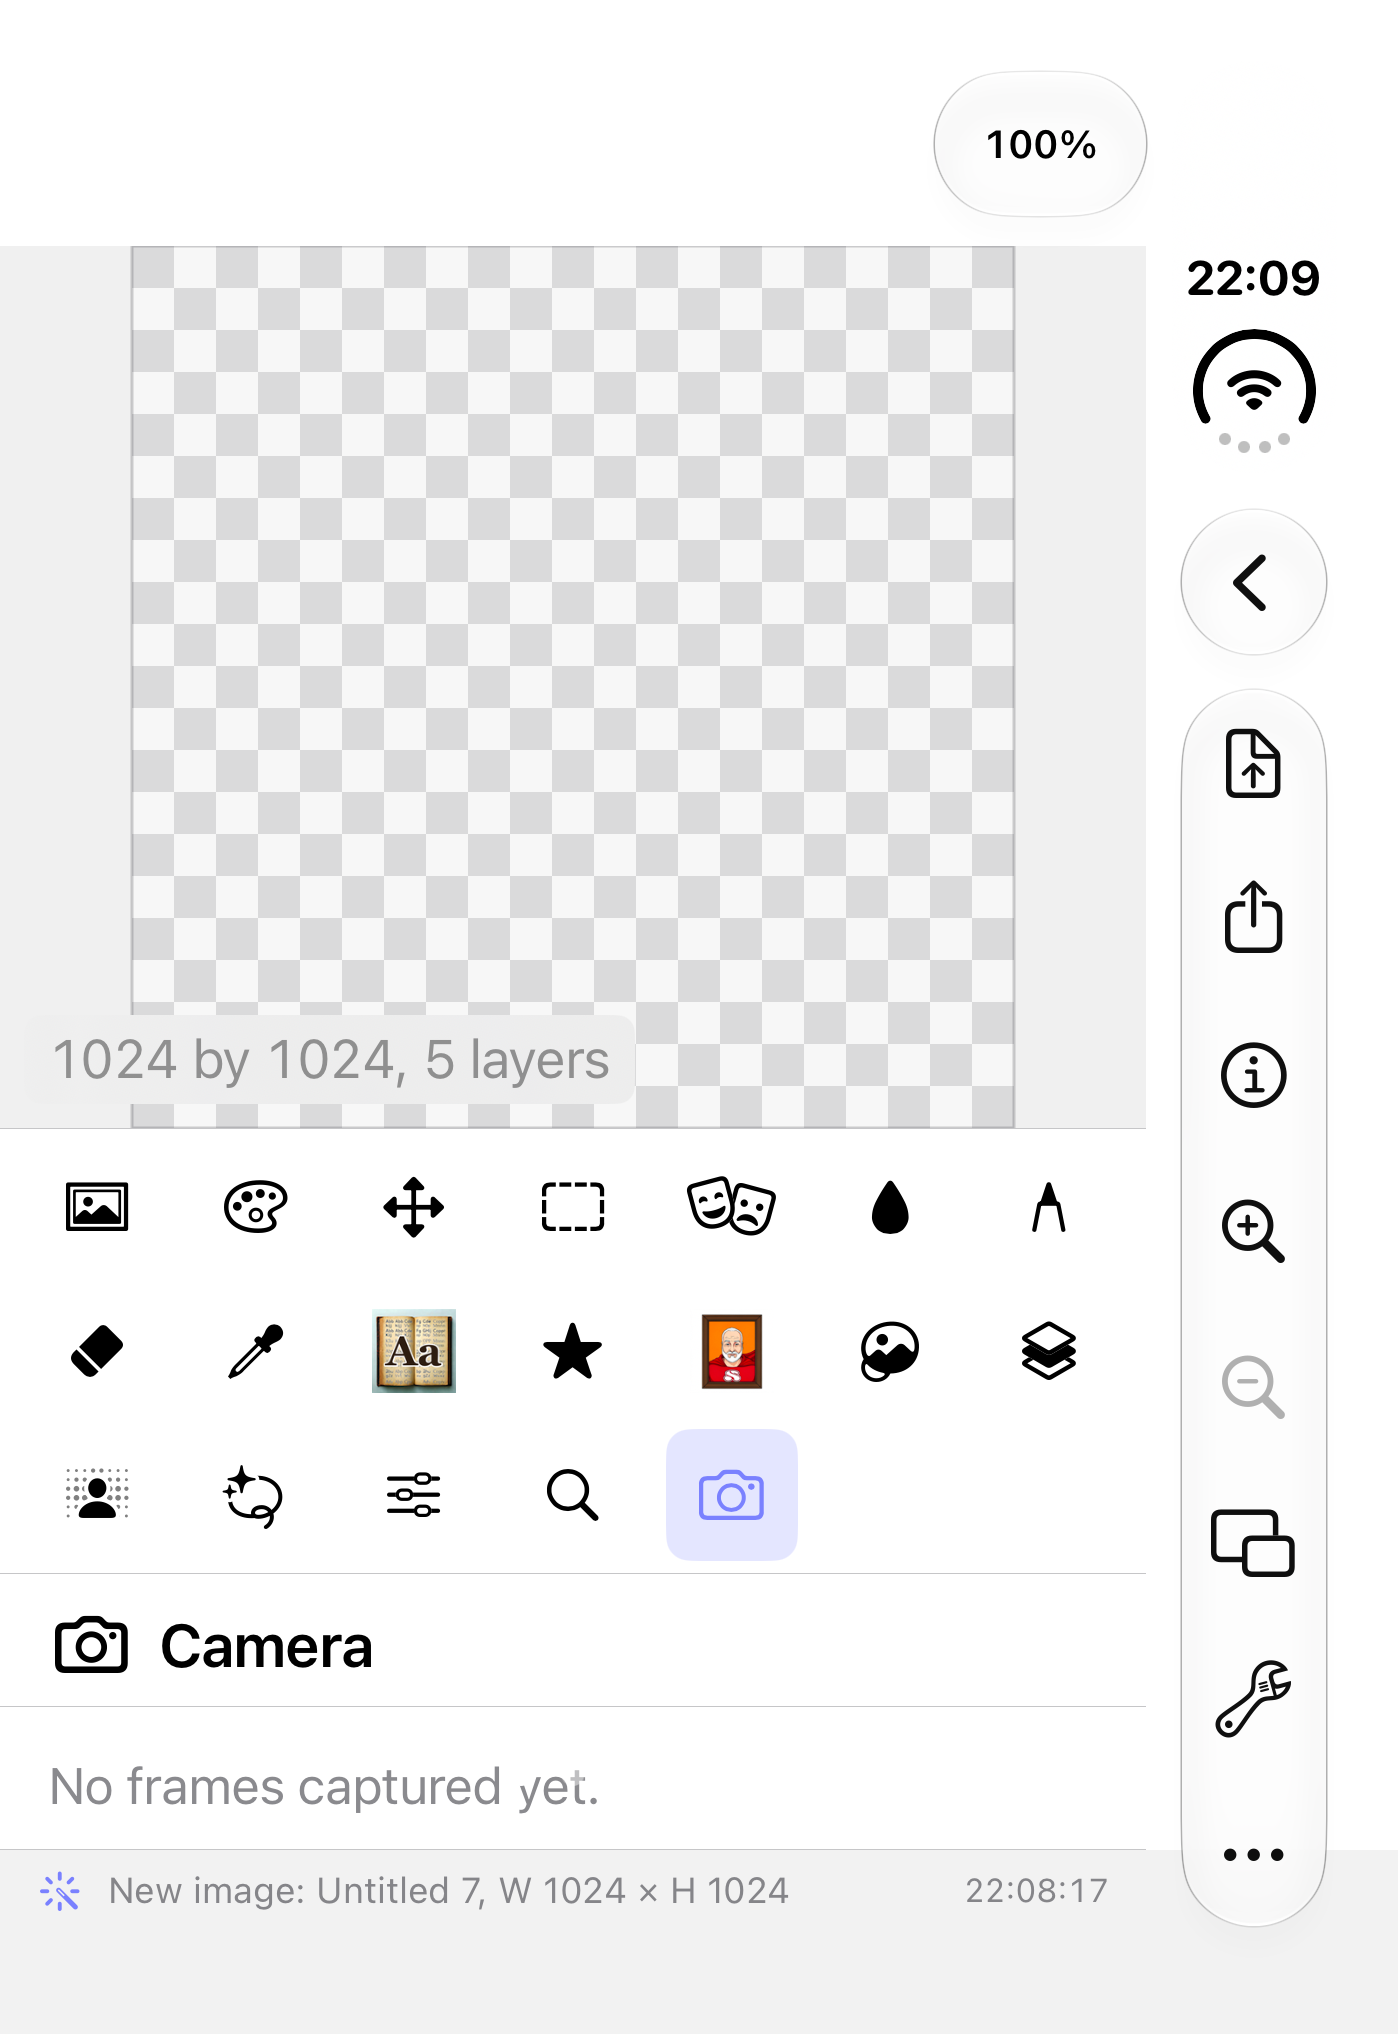 100%
22:09
1024 by 1024, 5 layers
Aa
Camera
No frames captured yet.
New image: Untitled 7, W 1024 × H 1024
22:08:17